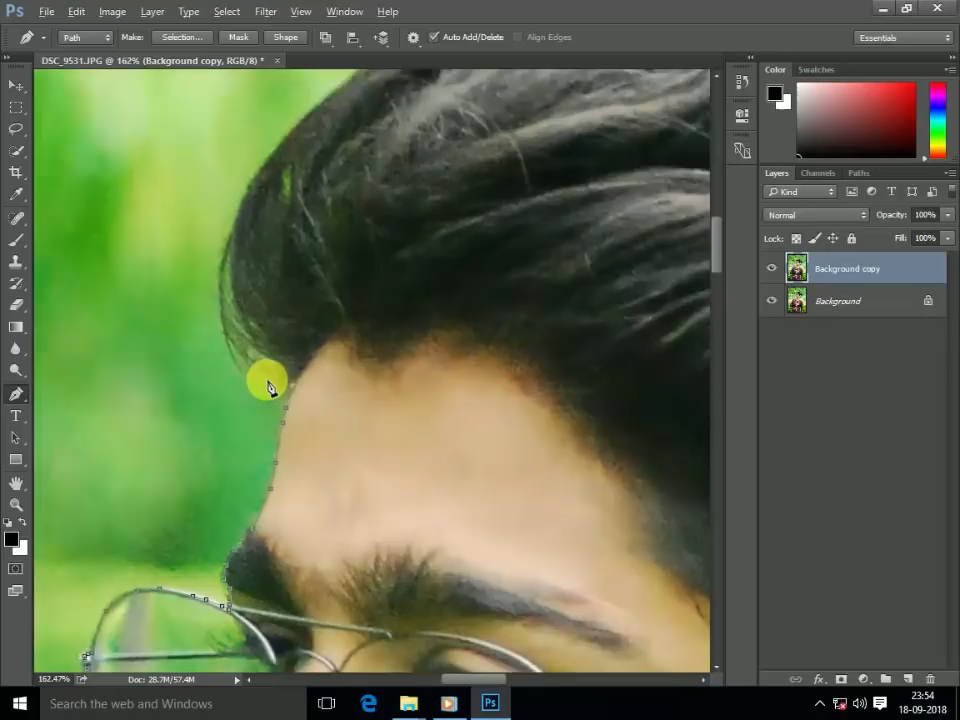 Ps File Edit Image Layer Type Select Filter View Window Help
Path Make: Selection... Mask Shape Auto Add/Delete Align Edges Essentials
DSC_9531.JPG @ 162% (Background copy, RGB/8) * ×
Color Swatches
Layers Channels Paths
Kind
Normal Opacity: 100%
Lock: Fill: 100%
Background copy
Background
T
162.47% Doc: 28.7M/57.4M
Search the web and Windows
Ps
23:54
18-09-2018